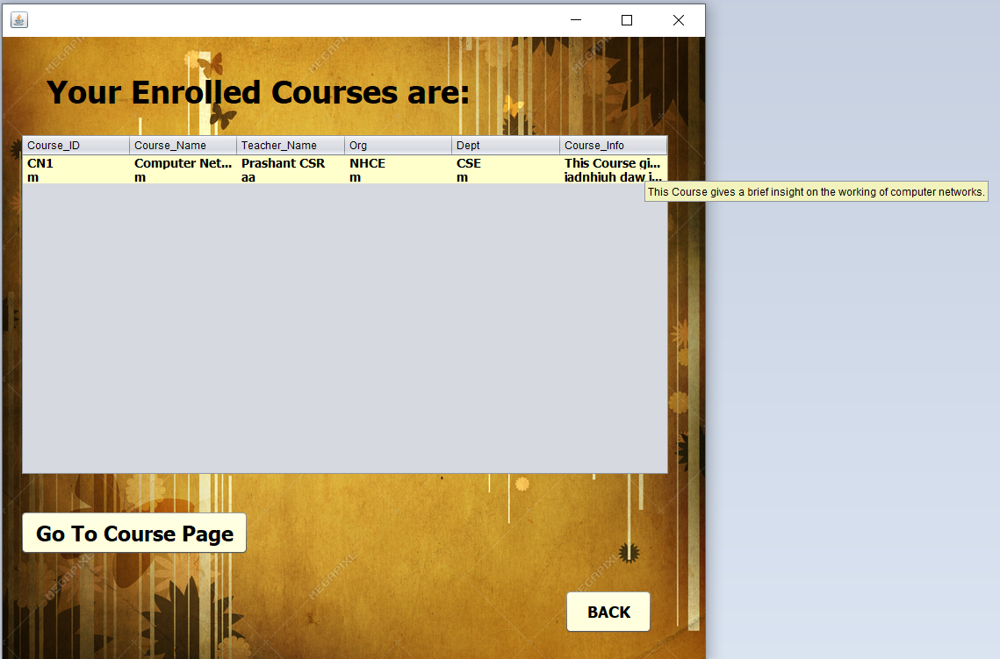 Your Enrolled Courses are:
Course_ID Course_Name Teacher_Name Org Dept Course_Info
CN1 Computer Net... Prashant CSR NHCE CSE This Course gi...
m m aa m m iadnhiuh daw i...
This Course gives a brief insight on the working of computer networks.
Go To Course Page
BACK
MEGAPIXL
MEGAPIXL